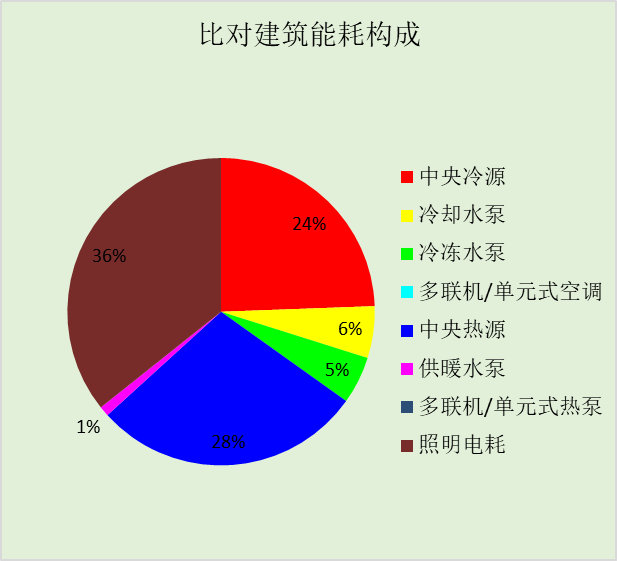 比对建筑能耗构成
24%
6%
5%
28%
1%
36%
中央冷源
冷却水泵
冷冻水泵
多联机/单元式空调
中央热源
供暖水泵
多联机/单元式热泵
照明电耗